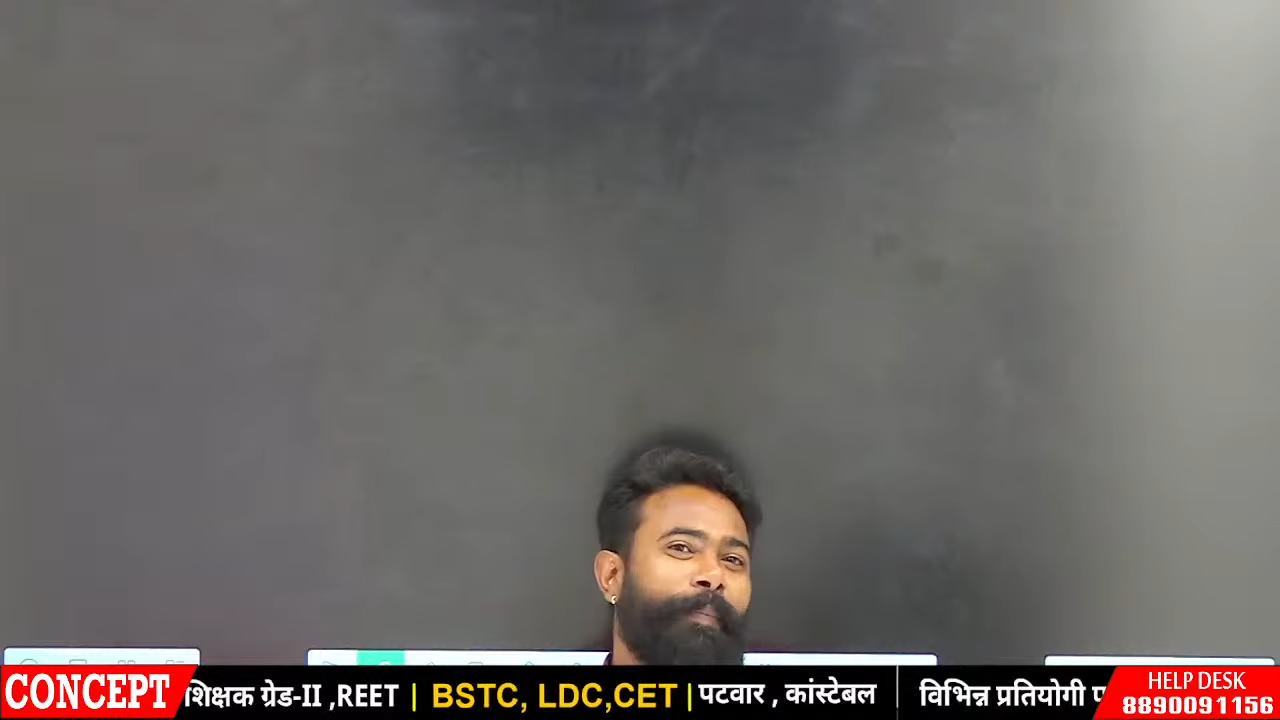 CONCEPT शिक्षक ग्रेड-II ,REET | BSTC, LDC,CET | पटवार , कांस्टेबल | विभिन्न प्रतियोगी
HELP DESK
8890091156